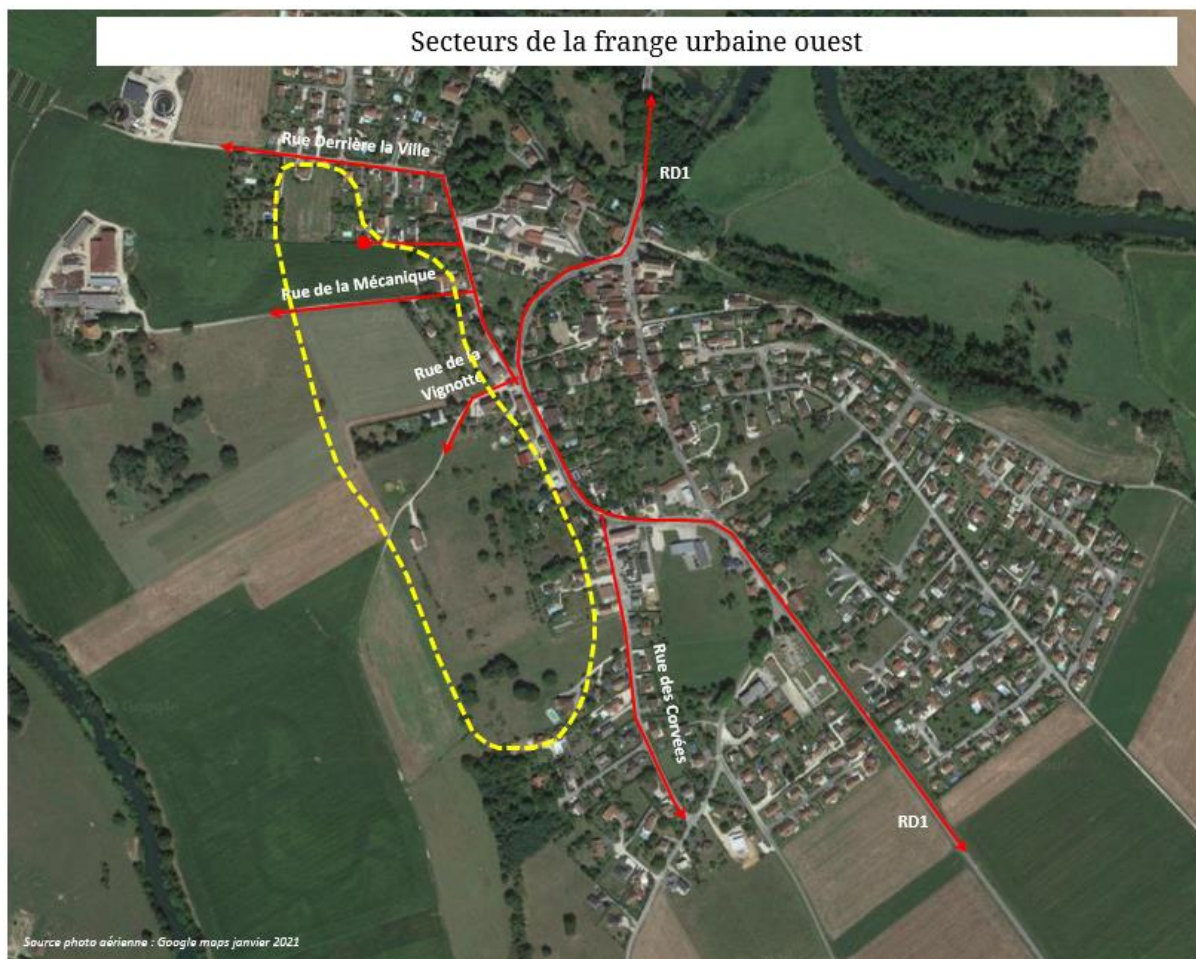 Secteurs de la frange urbaine ouest
Rue Derrière la Ville
RD1
Rue de la Mécanique
Rue de la
Vignotte
Rue des Corvées
RD1
Source photo aérienne : Google maps janvier 2021